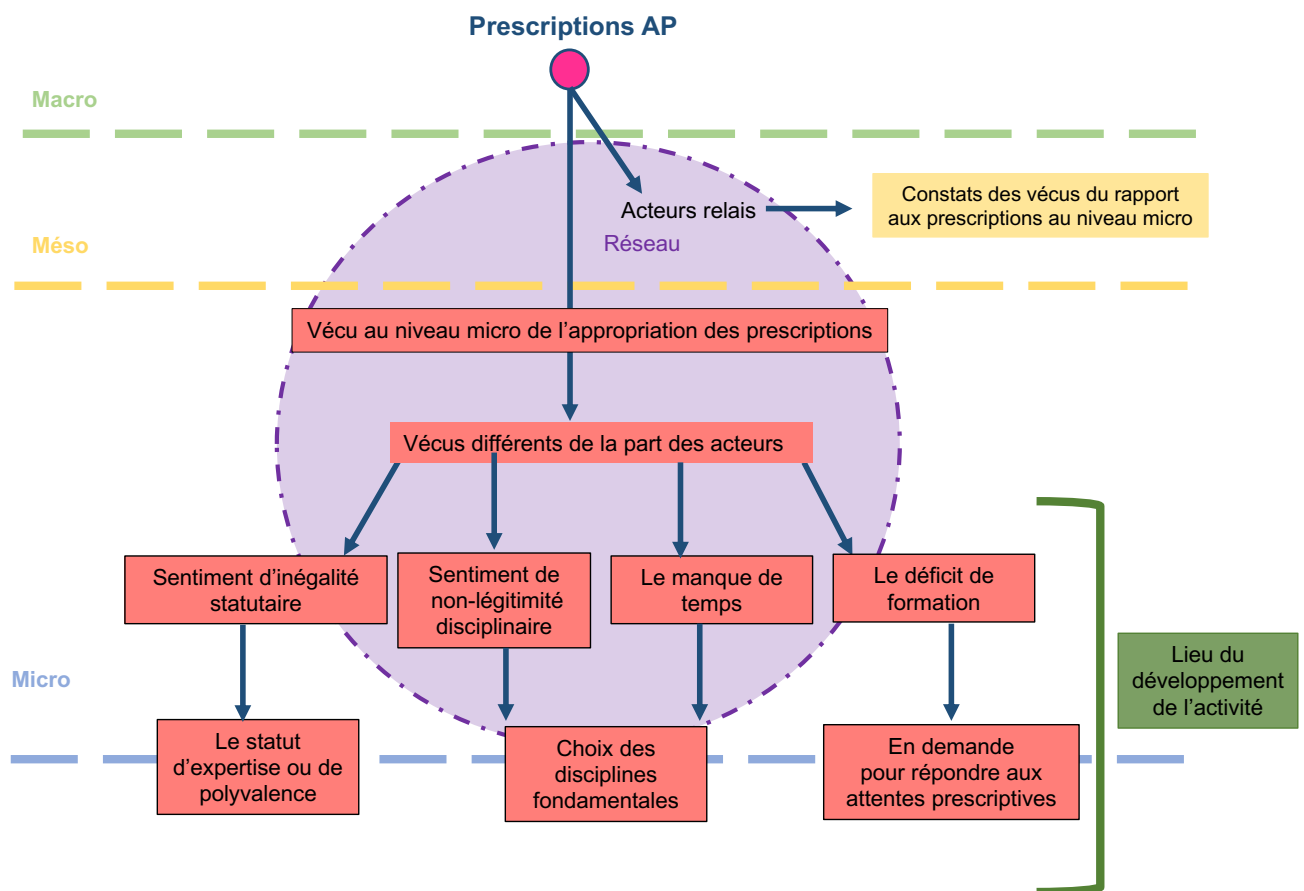 Prescriptions AP
Macro
Acteurs relais
Constats des vécus du rapport
aux prescriptions au niveau micro
Réseau
Méso
Vécu au niveau micro de l’appropriation des prescriptions
Vécus différents de la part des acteurs
Sentiment d’inégalité
statutaire
Sentiment de
non-légitimité
disciplinaire
Le manque de
temps
Le déficit de
formation
Lieu du
développement
de l’activité
Micro
Le statut
d’expertise ou de
polyvalence
Choix des
disciplines
fondamentales
En demande
pour répondre aux
attentes prescriptives